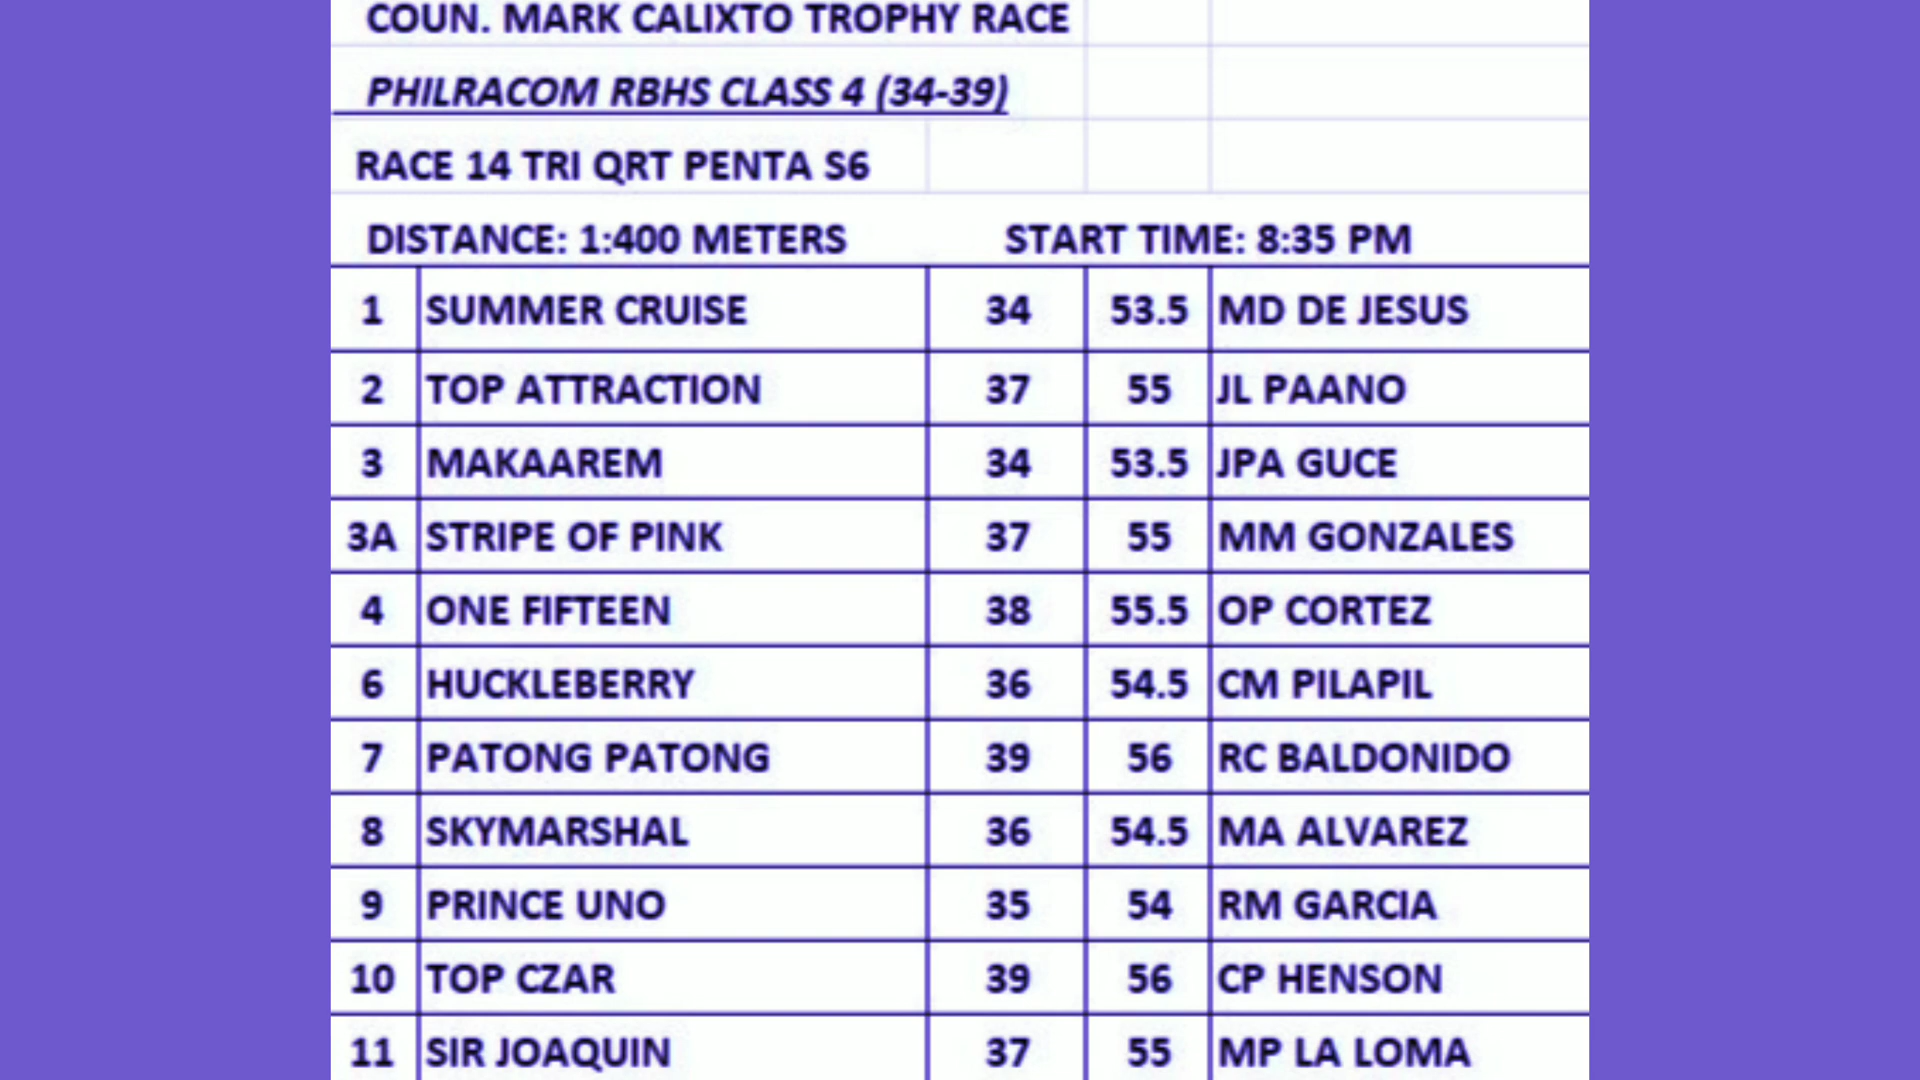 COUN. MARK CALIXTO TROPHY RACE
PHILRACOM RBHS CLASS 4 (34-39)
RACE 14 TRI QRT PENTA S6
DISTANCE: 1:400 METERS START TIME: 8:35 PM
1 SUMMER CRUISE 34 53.5 MD DE JESUS
2 TOP ATTRACTION 37 55 JL PAANO
3 MAKAAREM 34 53.5 JPA GUCE
3A STRIPE OF PINK 37 55 MM GONZALES
4 ONE FIFTEEN 38 55.5 OP CORTEZ
6 HUCKLEBERRY 36 54.5 CM PILAPIL
7 PATONG PATONG 39 56 RC BALDONIDO
8 SKYMARSHAL 36 54.5 MA ALVAREZ
9 PRINCE UNO 35 54 RM GARCIA
10 TOP CZAR 39 56 CP HENSON
11 SIR JOAQUIN 37 55 MP LA LOMA